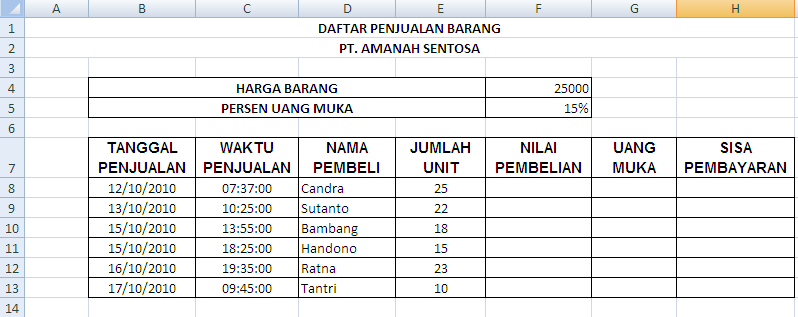 A B C D E F G H
1 DAFTAR PENJUALAN BARANG
2 PT. AMANAH SENTOSA
3
4 HARGA BARANG 25000
5 PERSEN UANG MUKA 15%
6
TANGGAL WAKTU NAMA JUMLAH NILAI UANG SISA
7 PENJUALAN PENJUALAN PEMBELI UNIT PEMBELIAN MUKA PEMBAYARAN
8 12/10/2010 07:37:00 Candra 25
9 13/10/2010 10:25:00 Sutanto 22
10 15/10/2010 13:55:00 Bambang 18
11 15/10/2010 18:25:00 Handono 15
12 16/10/2010 19:35:00 Ratna 23
13 17/10/2010 09:45:00 Tantri 10
14